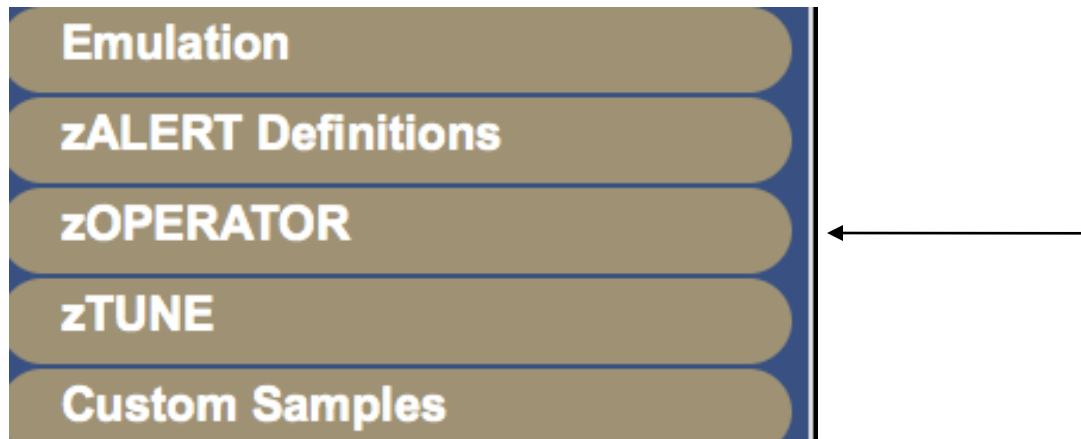 Emulation
zALERT Definitions
zOPERATOR
zTUNE
Custom Samples